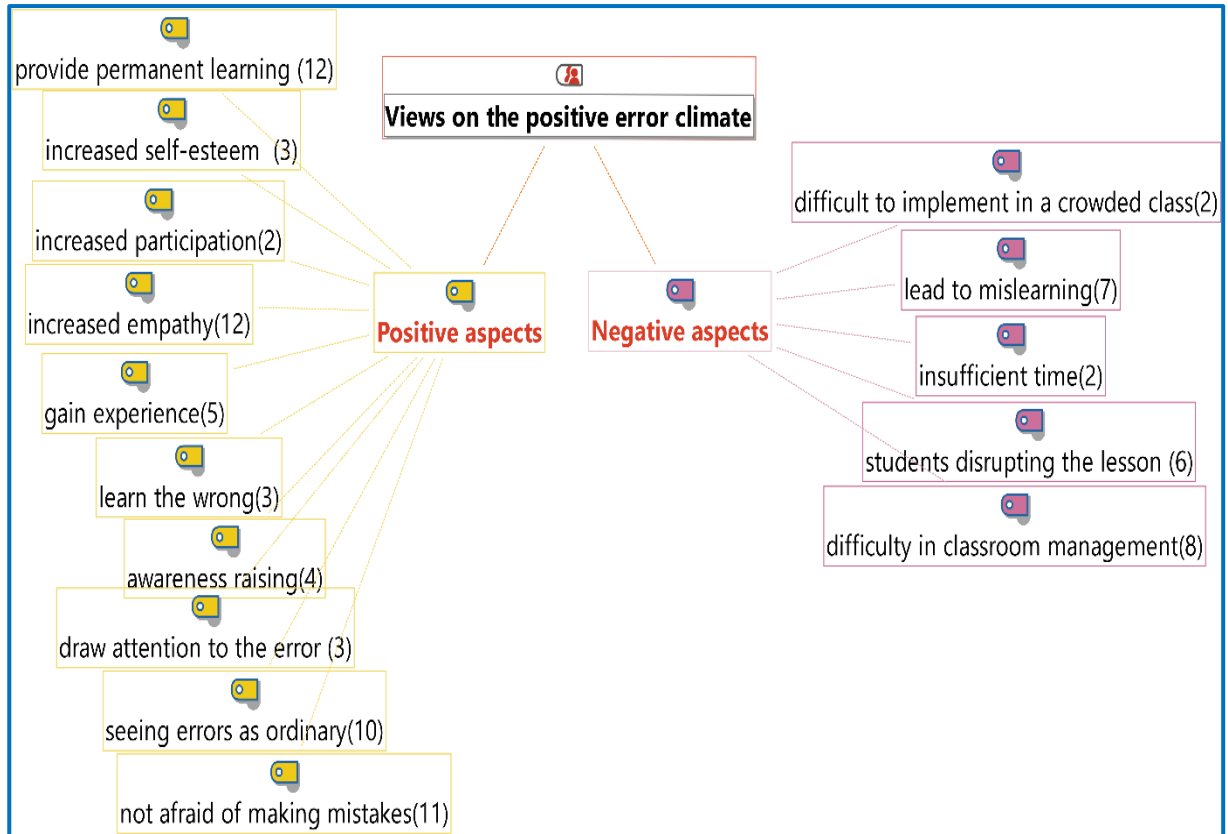 Views on the positive error climate
Positive aspects
provide permanent learning (12)
increased self-esteem (3)
increased participation(2)
increased empathy(12)
gain experience(5)
learn the wrong(3)
awareness raising(4)
draw attention to the error (3)
seeing errors as ordinary(10)
not afraid of making mistakes(11)
Negative aspects
difficult to implement in a crowded class(2)
lead to mislearning(7)
insufficient time(2)
students disrupting the lesson (6)
difficulty in classroom management(8)